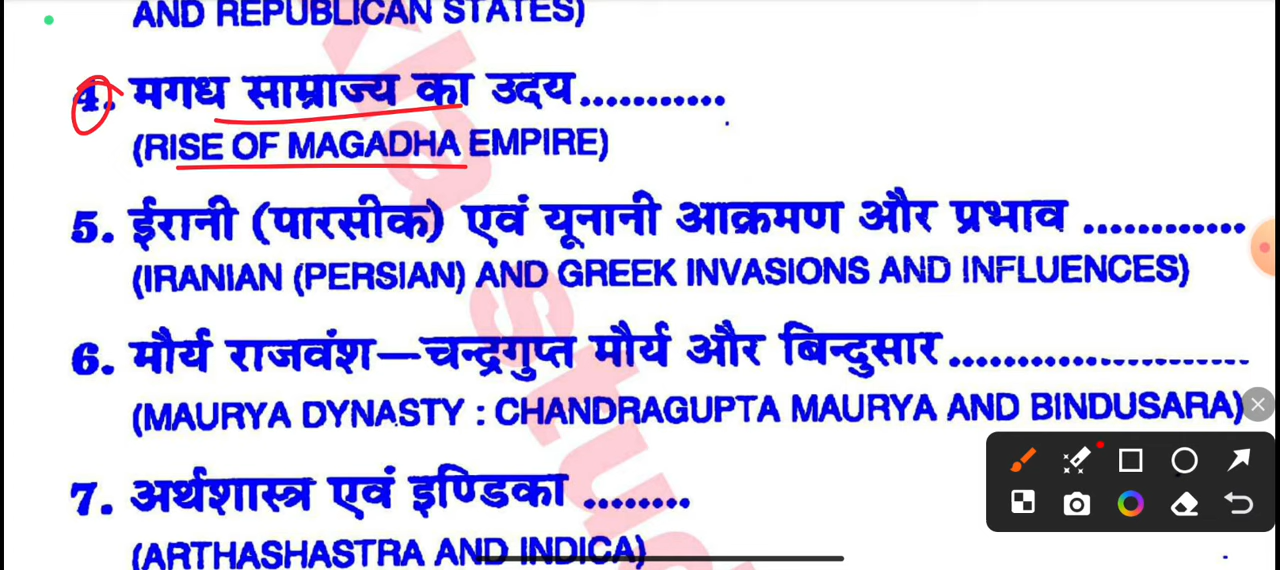 AND REPUBLICAN STATES)
4. मगध साम्राज्य का उदय...........
(RISE OF MAGADHA EMPIRE)
5. ईरानी (पारसीक) एवं यूनानी आक्रमण और प्रभाव ............
(IRANIAN (PERSIAN) AND GREEK INVASIONS AND INFLUENCES)
6. मौर्य राजवंश—चन्द्रगुप्त मौर्य और बिन्दुसार......................
(MAURYA DYNASTY : CHANDRAGUPTA MAURYA AND BINDUSARA)
7. अर्थशास्त्र एवं इण्डिका ........
(ARTHASHASTRA AND INDICA)